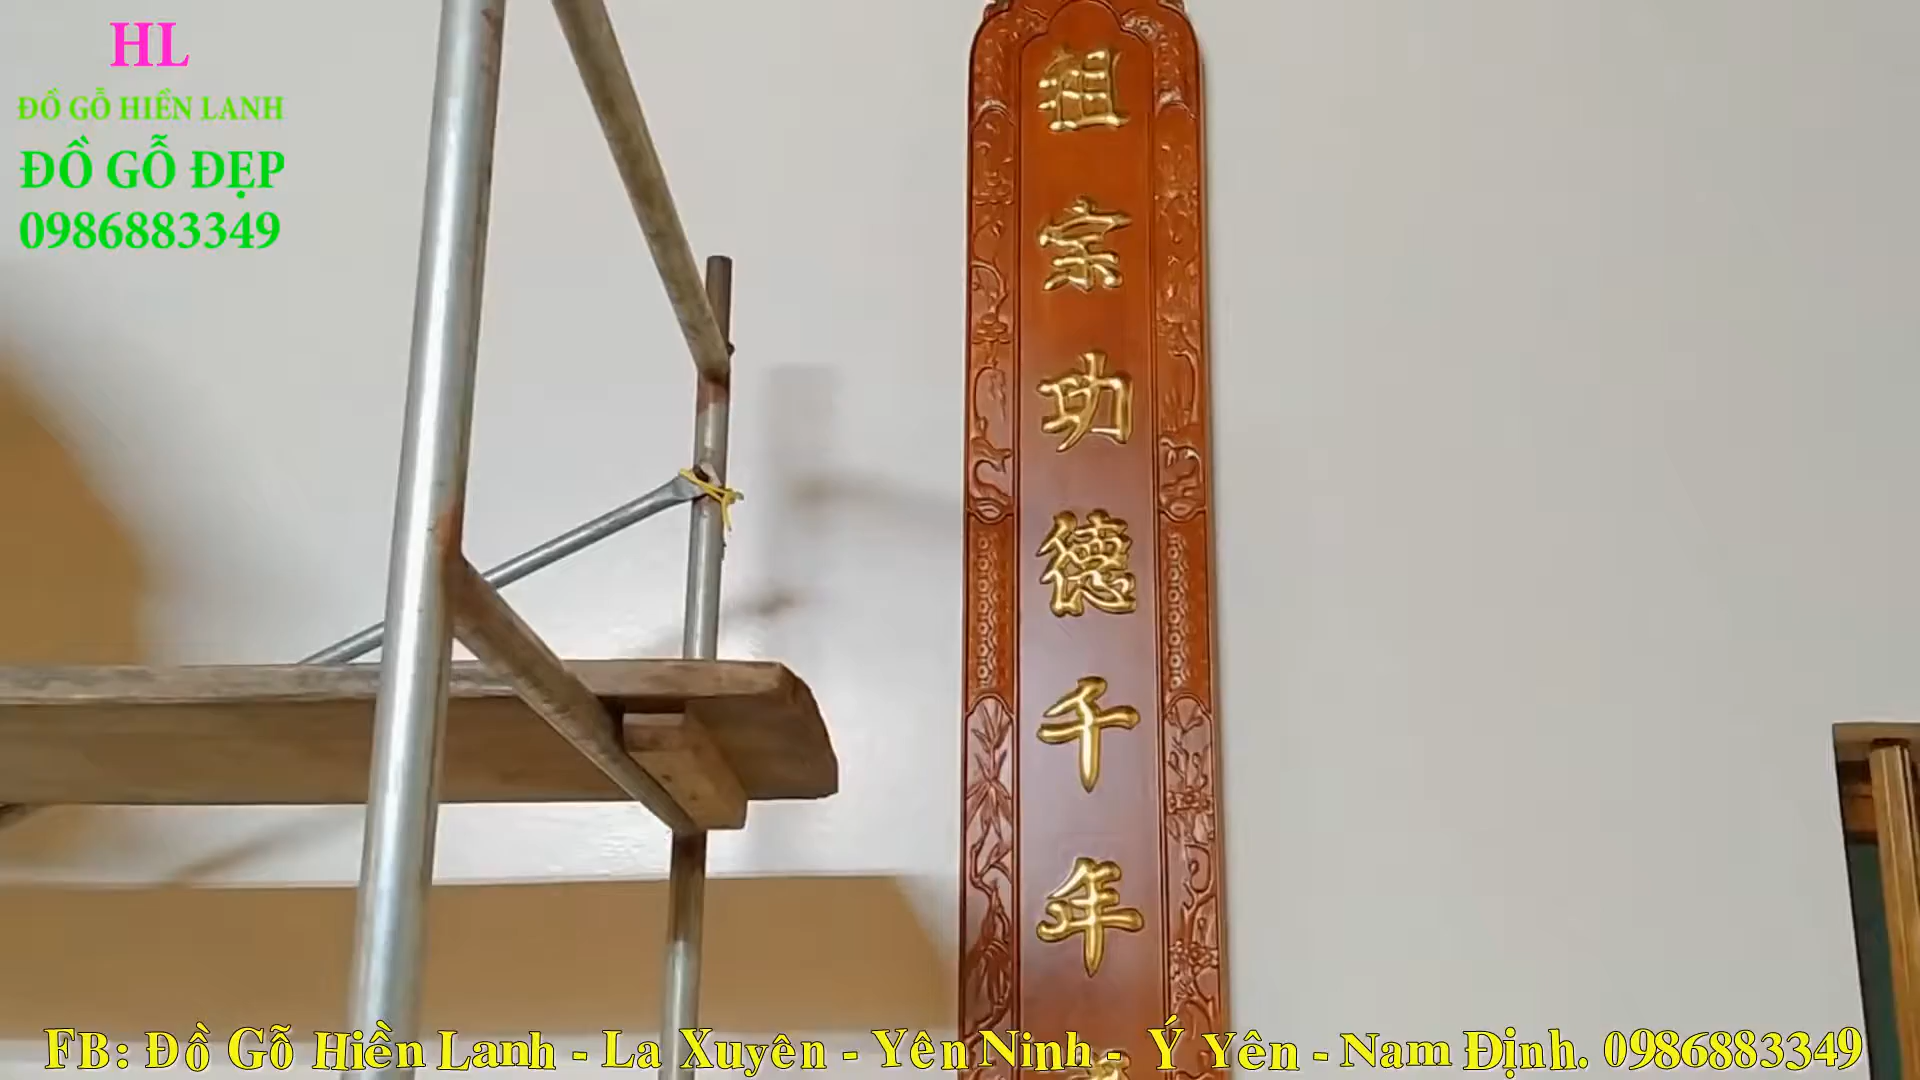 HL
ĐỒ GỖ HIỀN LANH
ĐỒ GỖ ĐẸP
0986883349
祖宗功德千年
FB: Đồ Gỗ Hiền Lanh - La Xuyên - Yên Ninh - Ý Yên - Nam Định. 0986883349